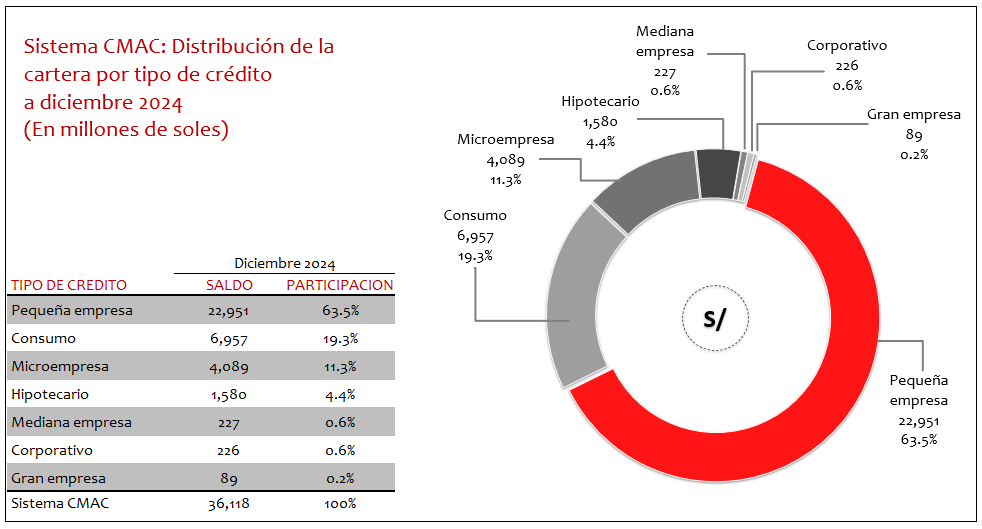 Sistema CMAC: Distribución de la
cartera por tipo de crédito
a diciembre 2024
(En millones de soles)
Mediana
empresa
227
0.6%
Corporativo
226
0.6%
Hipotecario
1,580
4.4%
Gran empresa
89
0.2%
Microempresa
4,089
11.3%
Consumo
6,957
19.3%
S/
Pequeña
empresa
22,951
63.5%
Diciembre 2024
TIPO DE CREDITO SALDO PARTICIPACION
Pequeña empresa 22,951 63.5%
Consumo 6,957 19.3%
Microempresa 4,089 11.3%
Hipotecario 1,580 4.4%
Mediana empresa 227 0.6%
Corporativo 226 0.6%
Gran empresa 89 0.2%
Sistema CMAC 36,118 100%